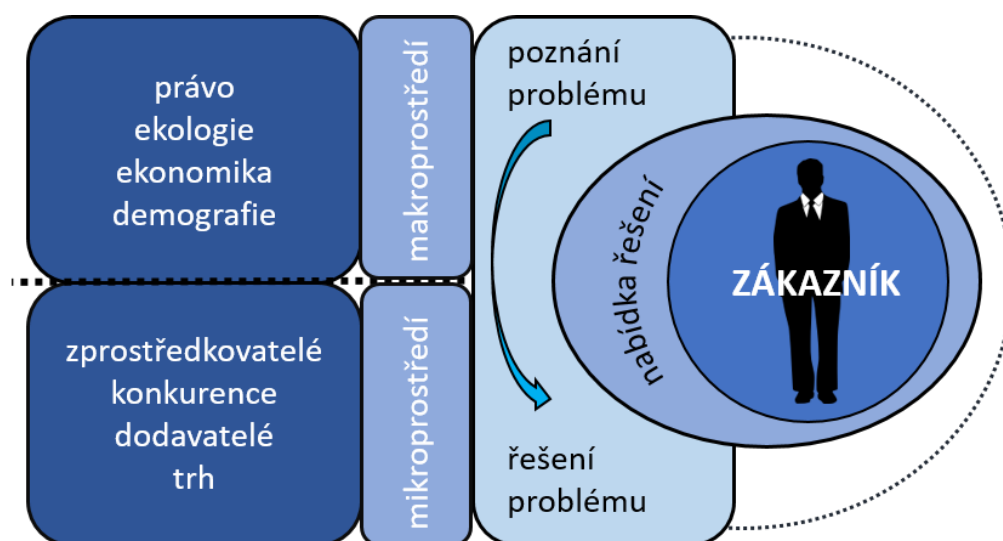 právo
ekologie
ekonomika
demografie
makroprostředí
zprostředkovatelé
konkurence
dodavatelé
trh
mikroprostředí
poznání
problému
řešení
problému
nabídka řešení
ZÁKAZNÍK